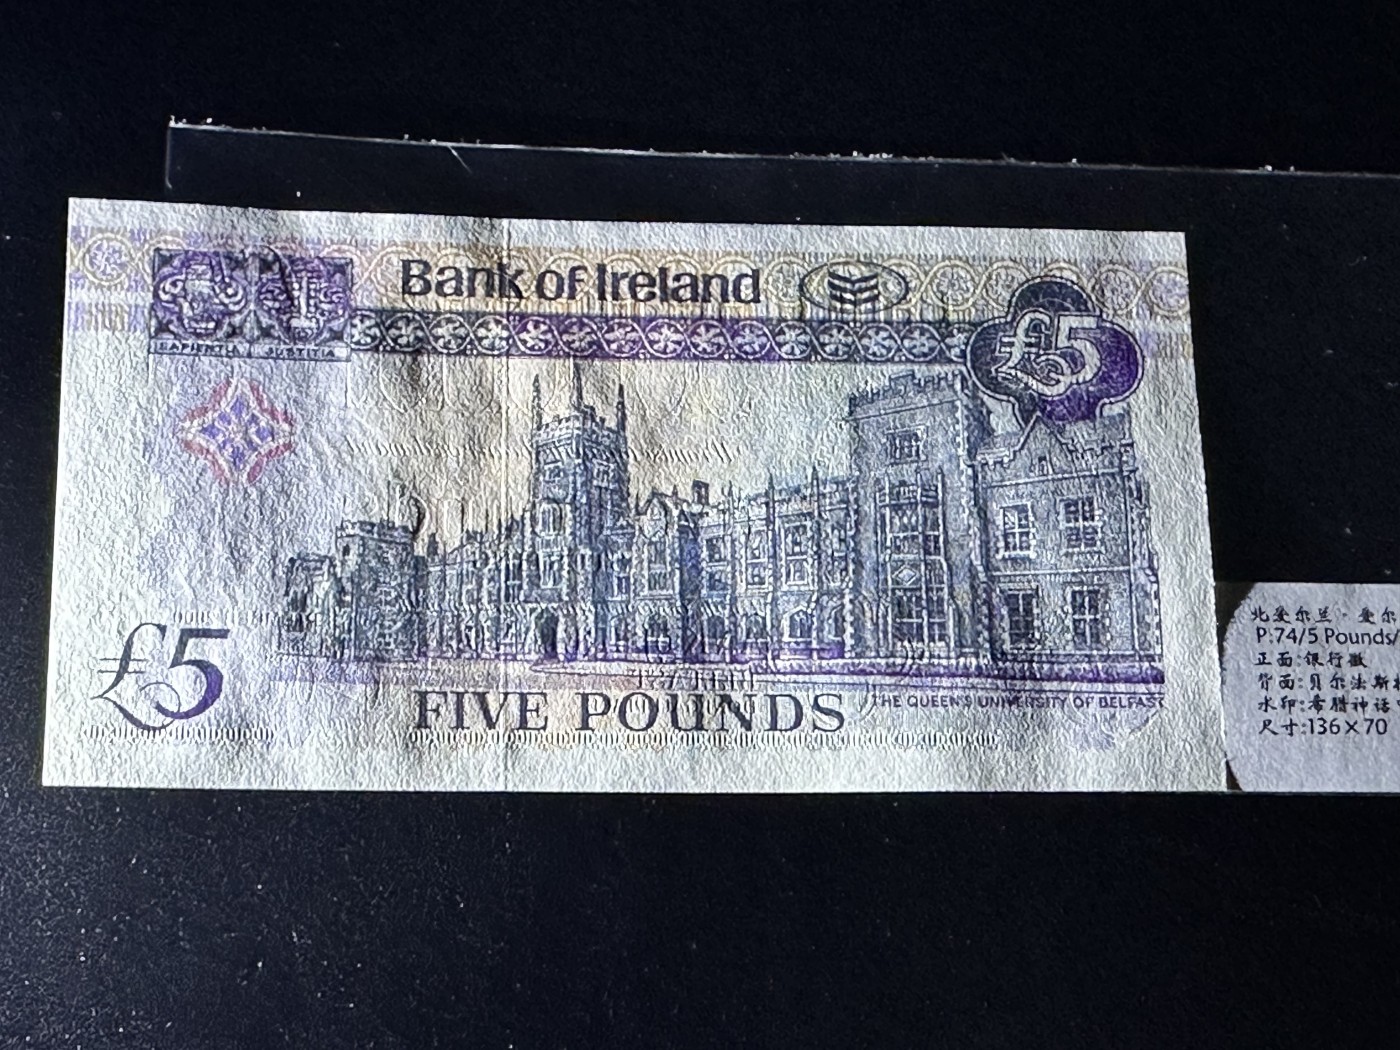 Bank of Ireland
£5
SAPIENTIA JUSTITIA
£5
FIVE POUNDS
THE QUEEN'S UNIVERSITY OF BELFAST
北爱尔兰·爱尔
P:74/5 Pounds/
正面:银行徽
背面:贝尔法斯
水印:希腊神话
尺寸:136×70